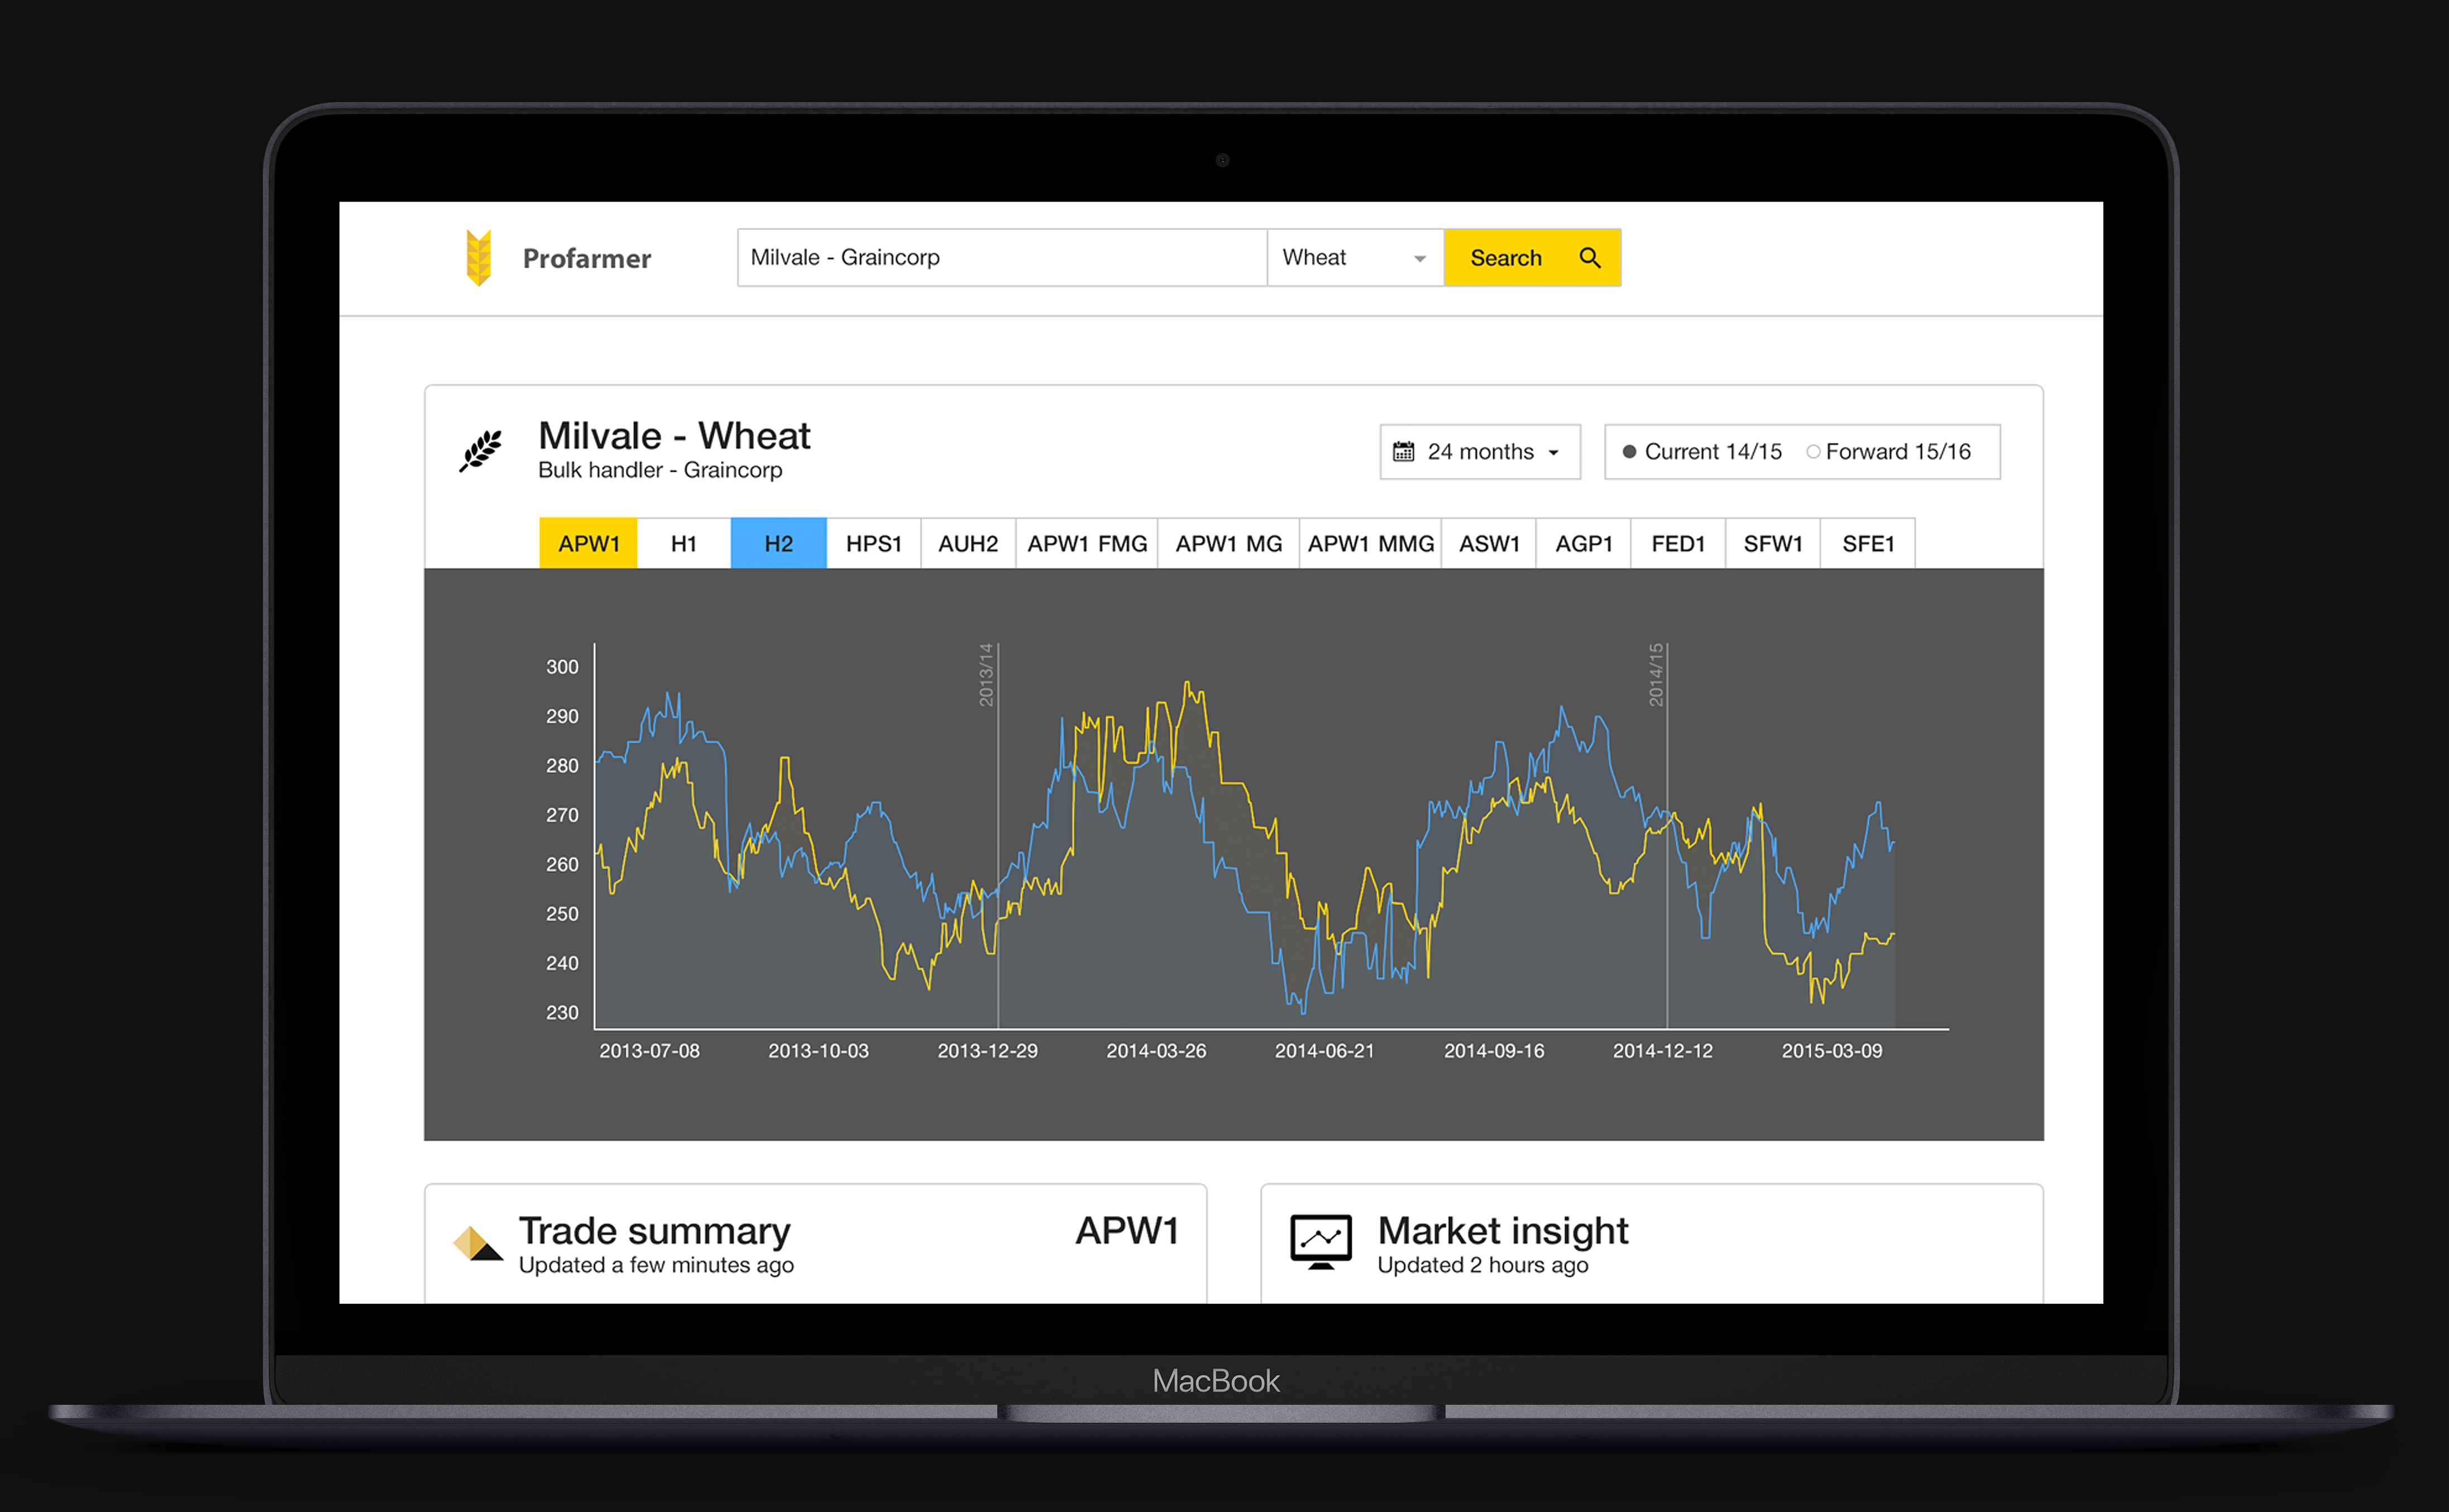 Profarmer
Milvale - Graincorp
Wheat
Search
Milvale - Wheat
Bulk handler - Graincorp
24 months
Current 14/15
Forward 15/16
APW1
H1
H2
HPS1
AUH2
APW1 FMG
APW1 MG
APW1 MMG
ASW1
AGP1
FED1
SFW1
SFE1
300
290
280
270
260
250
240
230
2013/14
2014/15
2013-07-08
2013-10-03
2013-12-29
2014-03-26
2014-06-21
2014-09-16
2014-12-12
2015-03-09
Trade summary
APW1
Updated a few minutes ago
Market insight
Updated 2 hours ago
MacBook